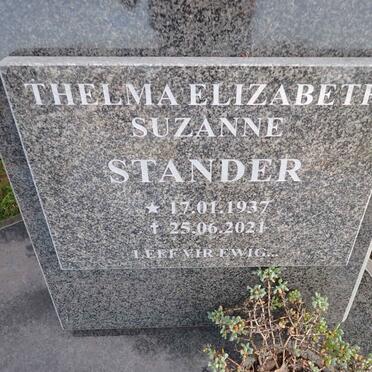 THELMA ELIZABETH
SUZANNE
STANDER
★ 17.01.1937
✝ 25.06.2021
LEEF VIR EWIG...